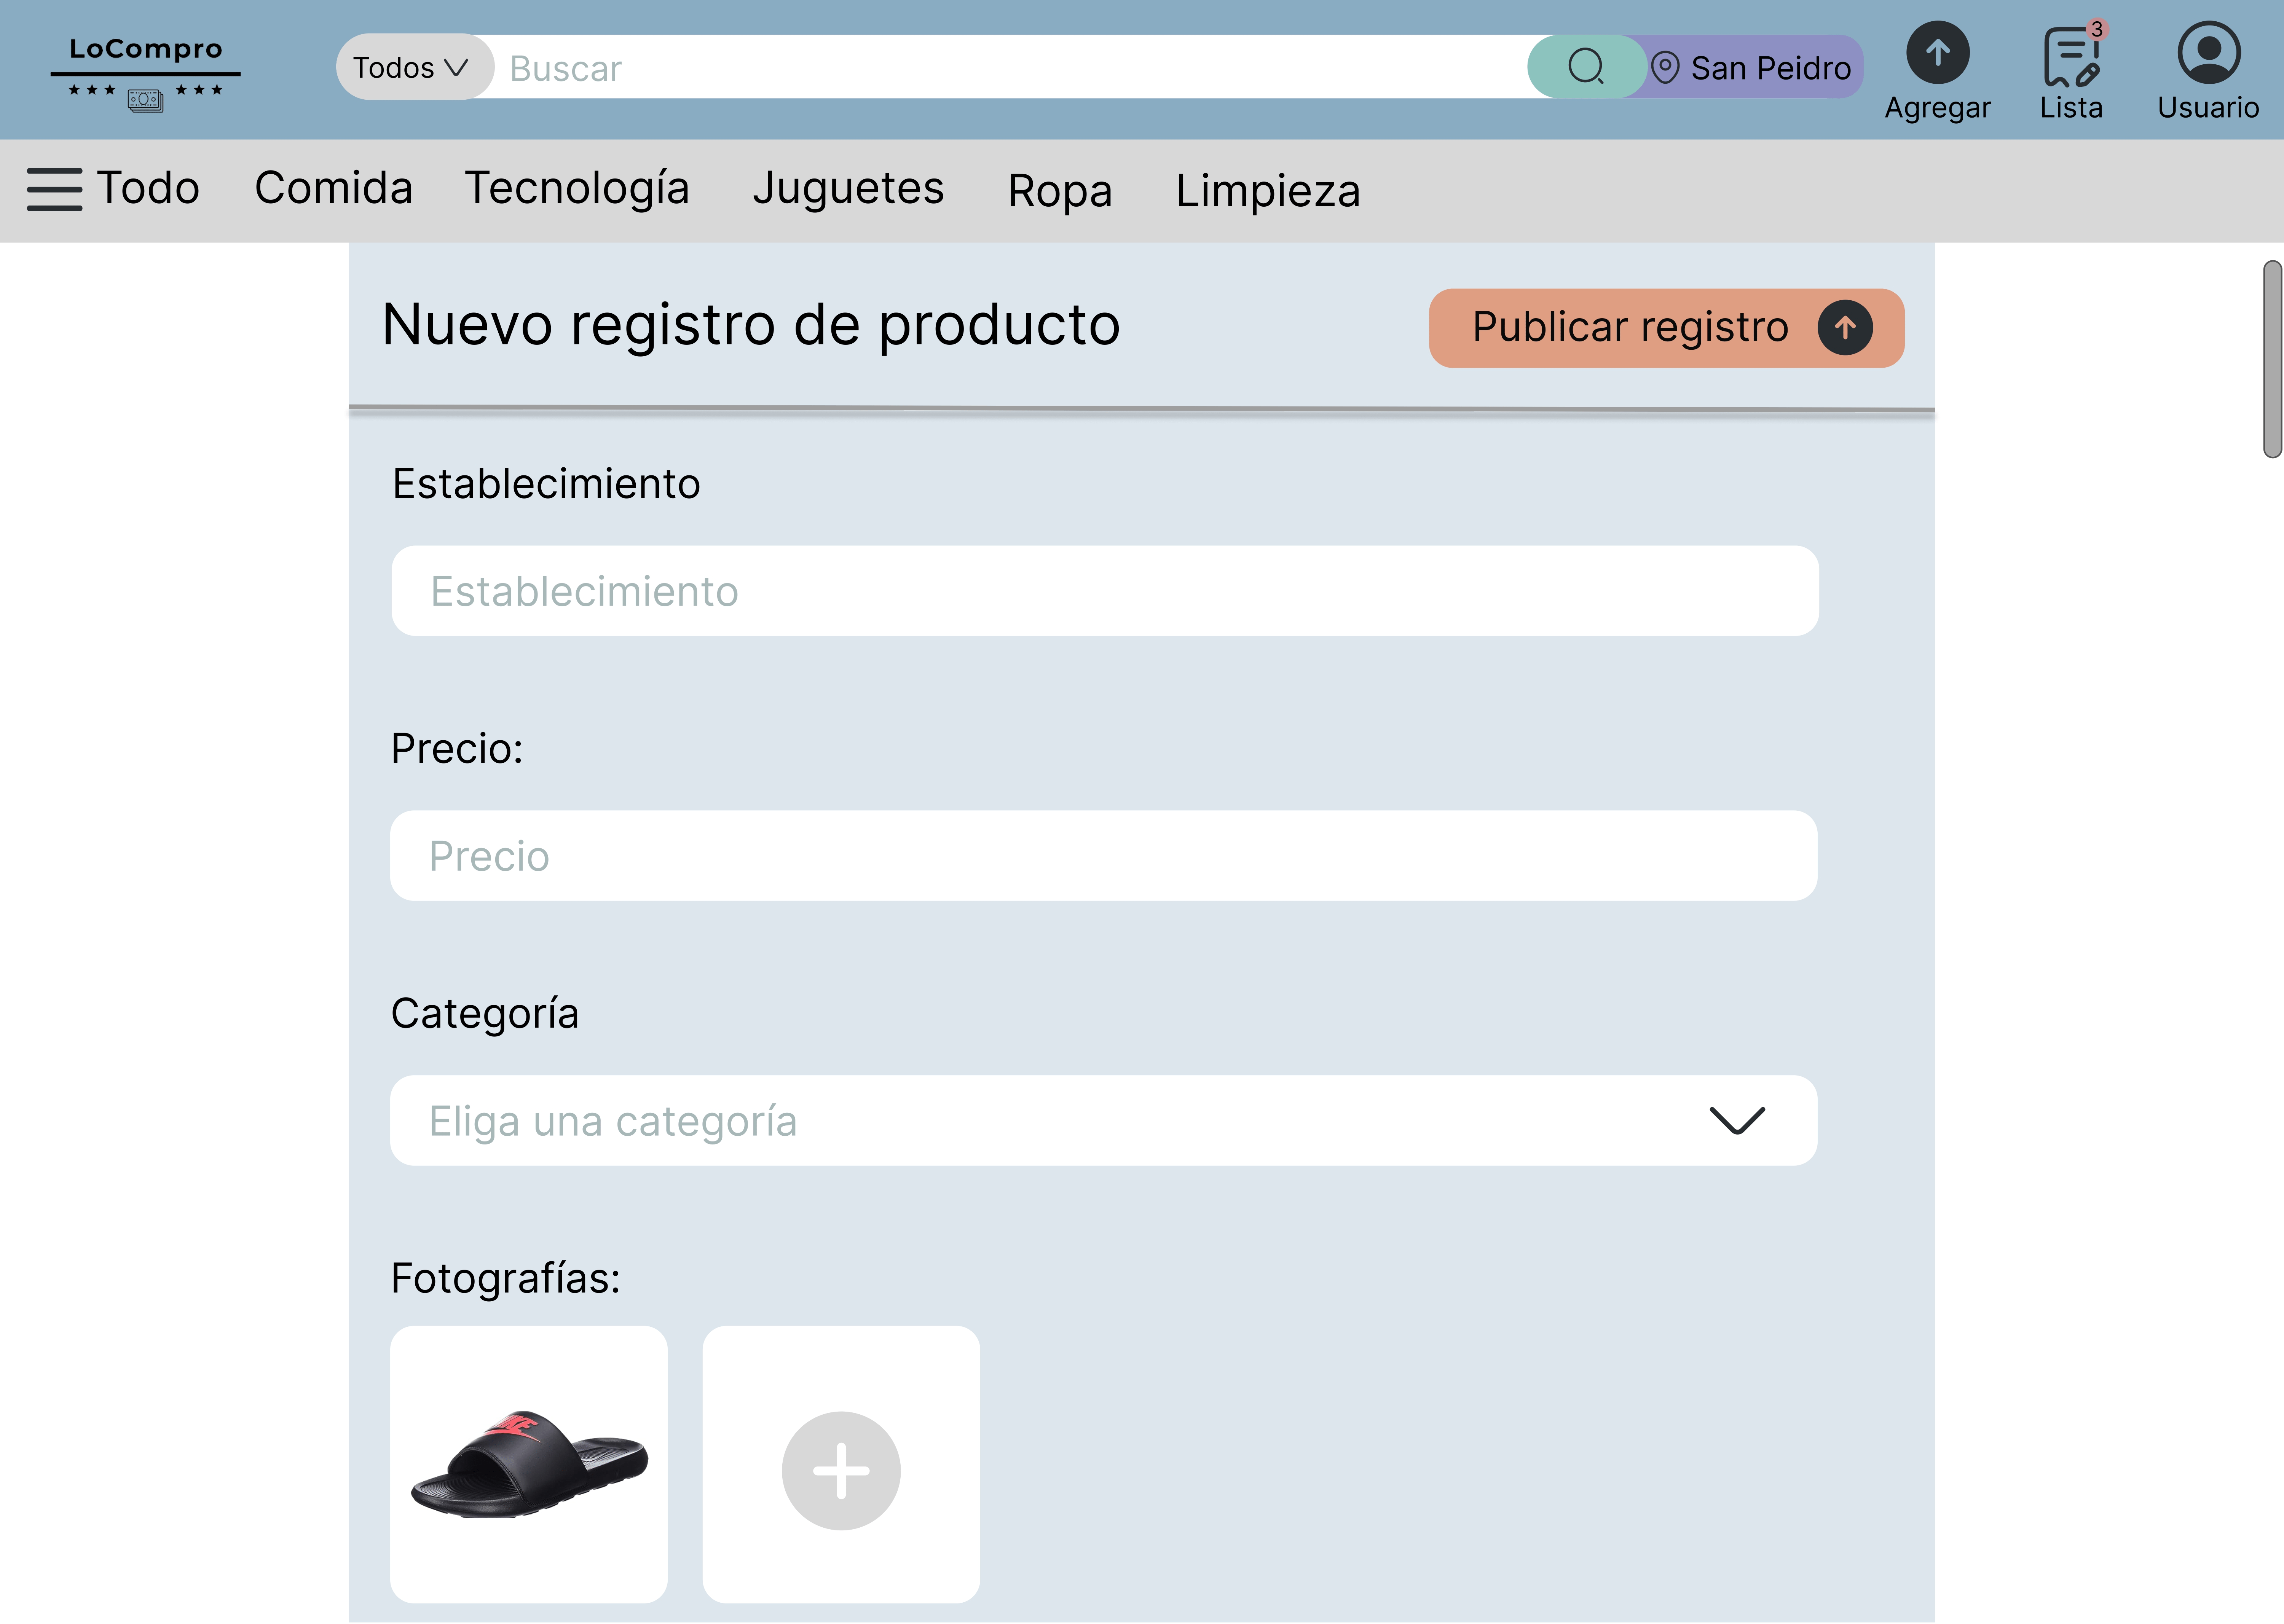 LoCompro
Todos
Buscar
San Peidro
Agregar
3
Lista
Usuario
Todo
Comida
Tecnología
Juguetes
Ropa
Limpieza
Nuevo registro de producto
Publicar registro
Establecimiento
Establecimiento
Precio:
Precio
Categoría
Eliga una categoría
Fotografías:
NIKE